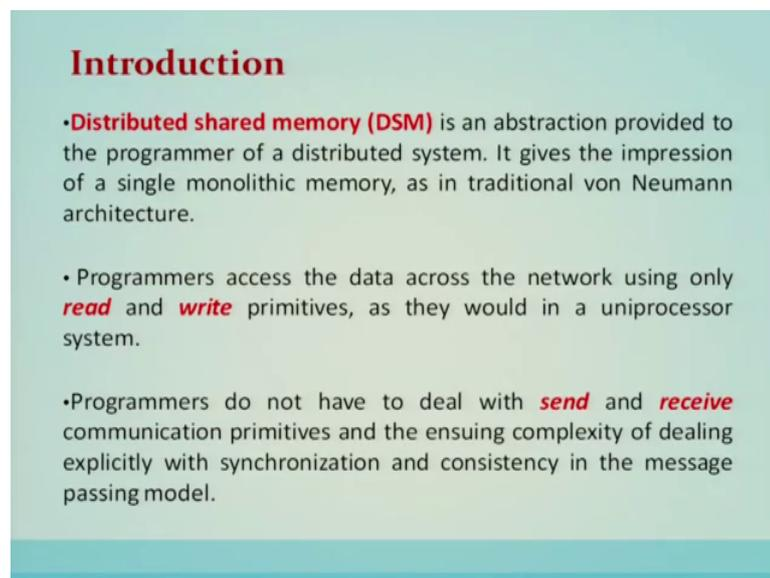 Introduction
•Distributed shared memory (DSM) is an abstraction provided to
the programmer of a distributed system. It gives the impression
of a single monolithic memory, as in traditional von Neumann
architecture.
• Programmers access the data across the network using only
read and write primitives, as they would in a uniprocessor
system.
•Programmers do not have to deal with send and receive
communication primitives and the ensuing complexity of dealing
explicitly with synchronization and consistency in the message
passing model.